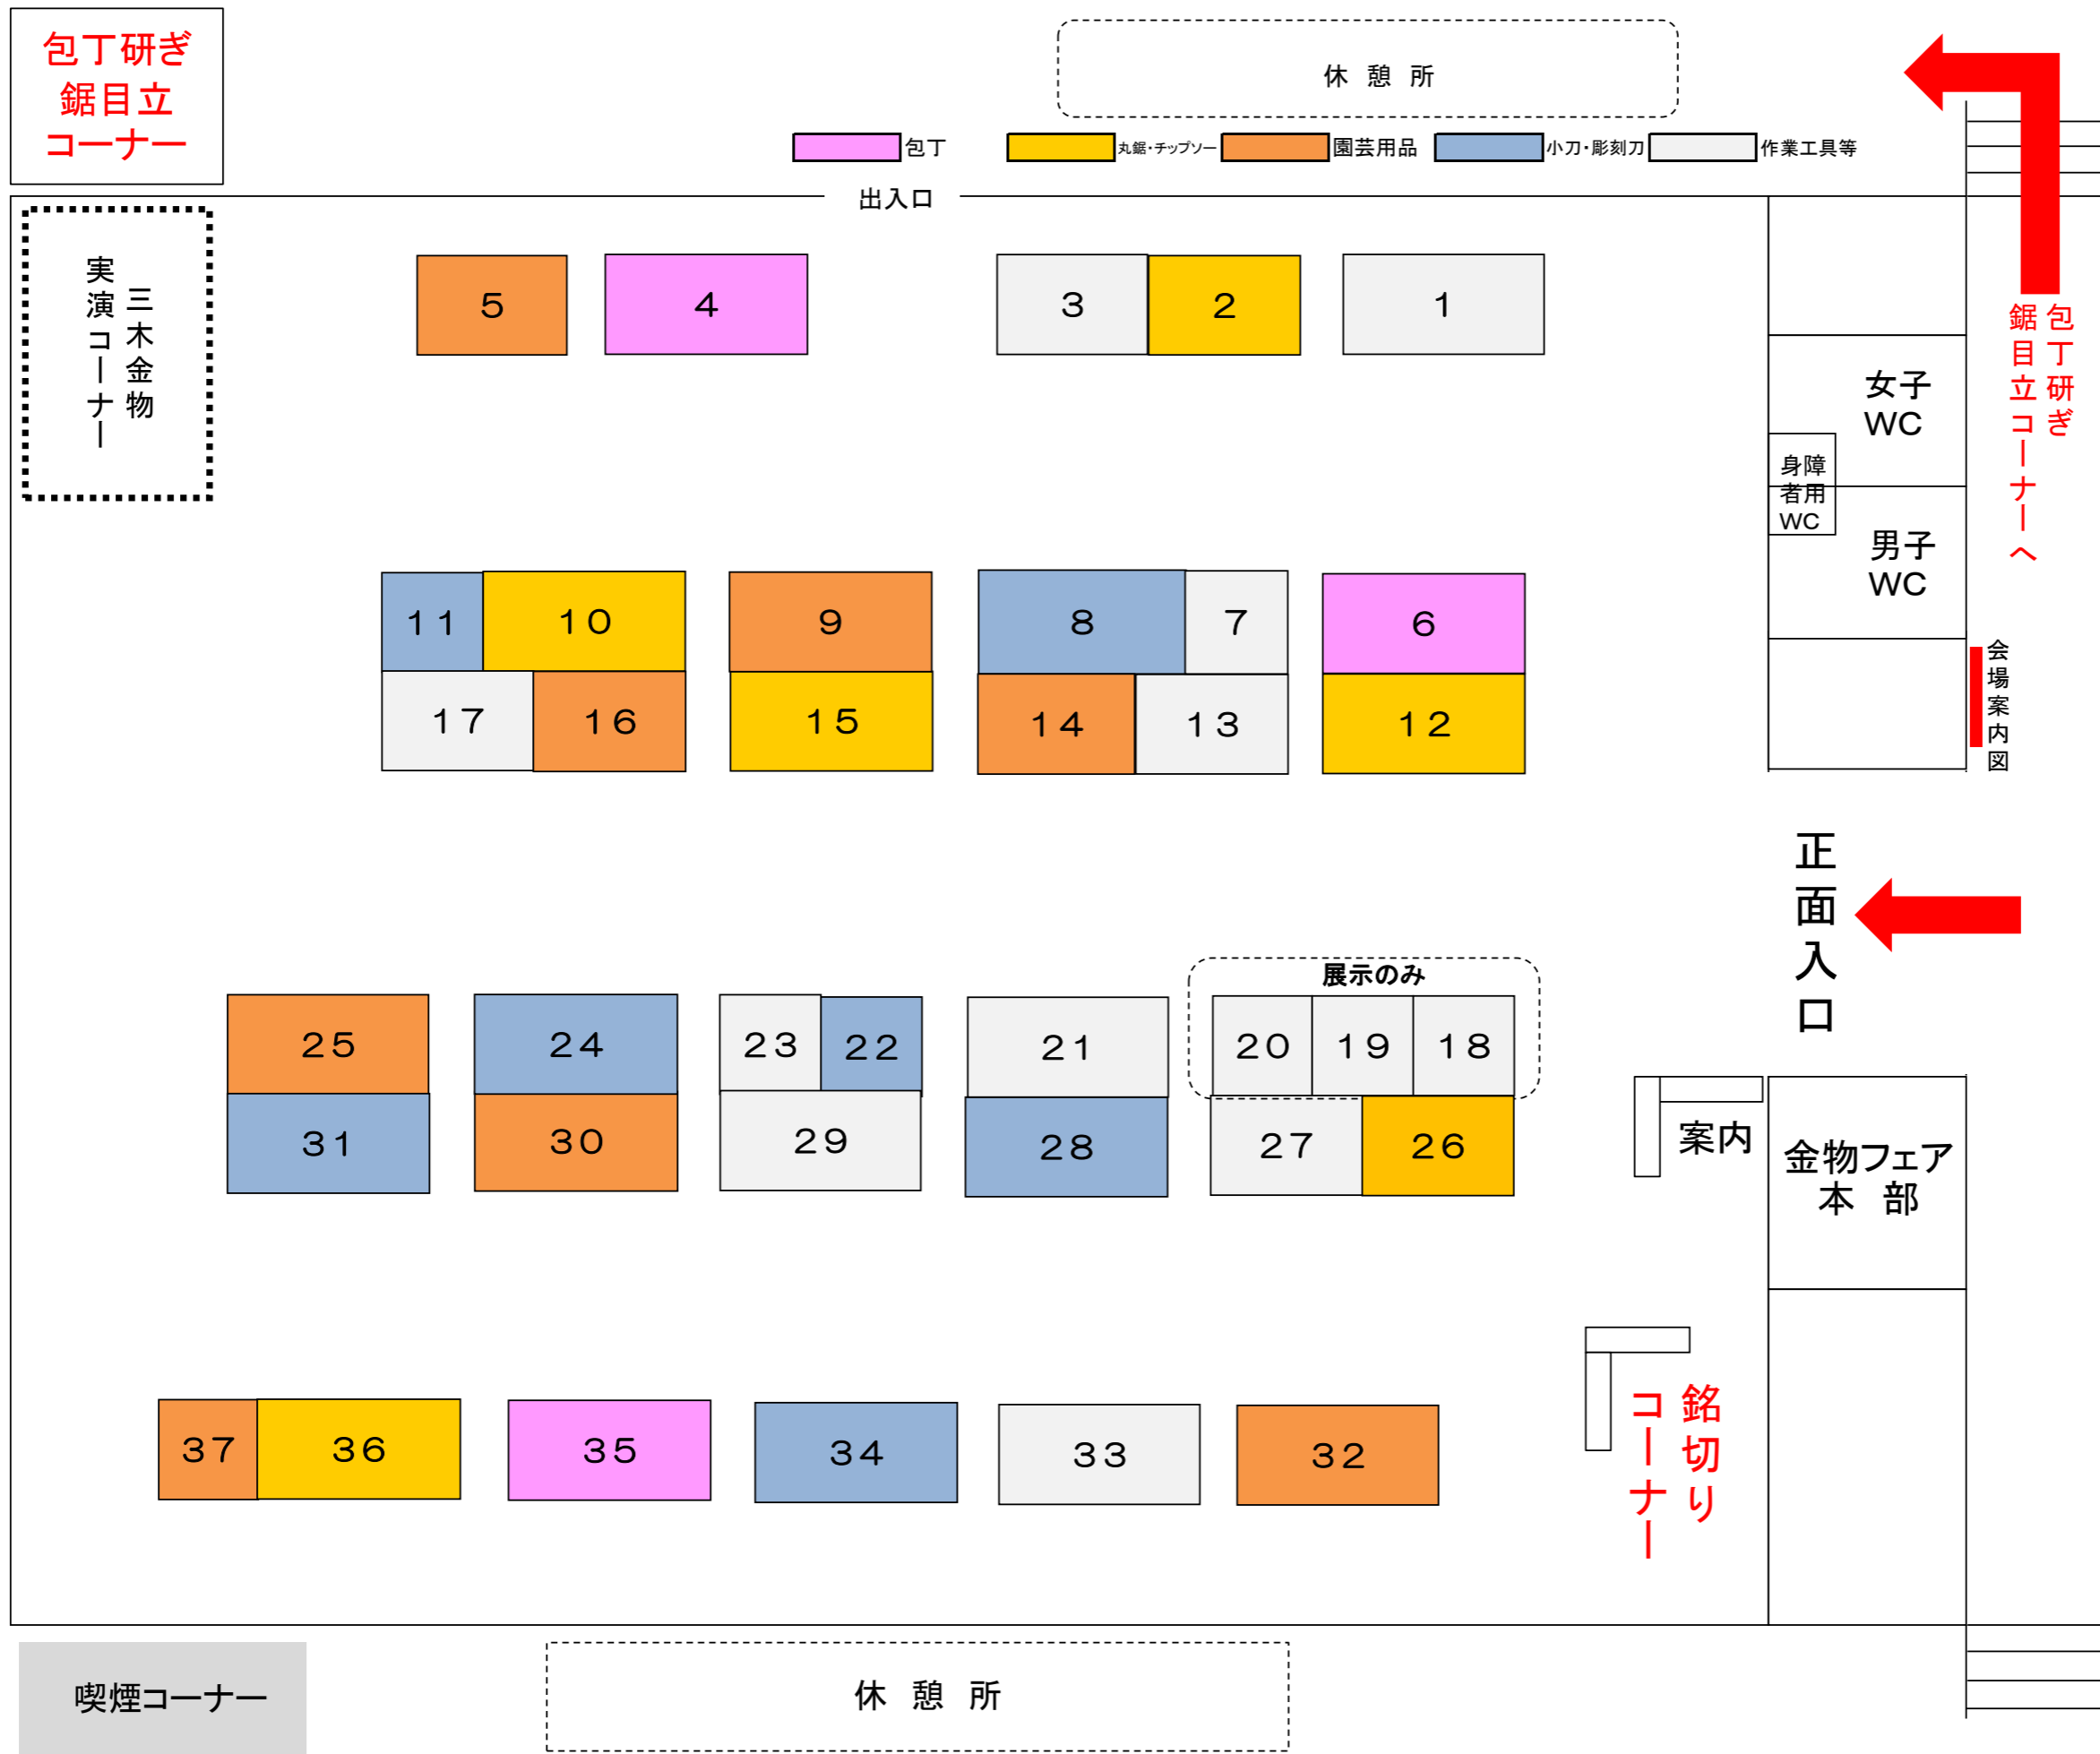 包丁研ぎ
鋸目立
コーナー
休　憩　所
包丁
丸鋸・チップソー
園芸用品
小刀・彫刻刀
作業工具等
出入口
三木金物
実演コーナー
５
４
３
２
１
包丁研ぎ
鋸目立コーナーへ
女子
WC
身障
者用
WC
男子
WC
会場案内図
１１
１０
９
８
７
６
１７
１６
１５
１４
１３
１２
正面入口
展示のみ
２５
２４
２３
２２
２１
２０
１９
１８
３１
３０
２９
２８
２７
２６
案内
金物フェア
本　部
銘切り
コーナー
３７
３６
３５
３４
３３
３２
喫煙コーナー
休　憩　所